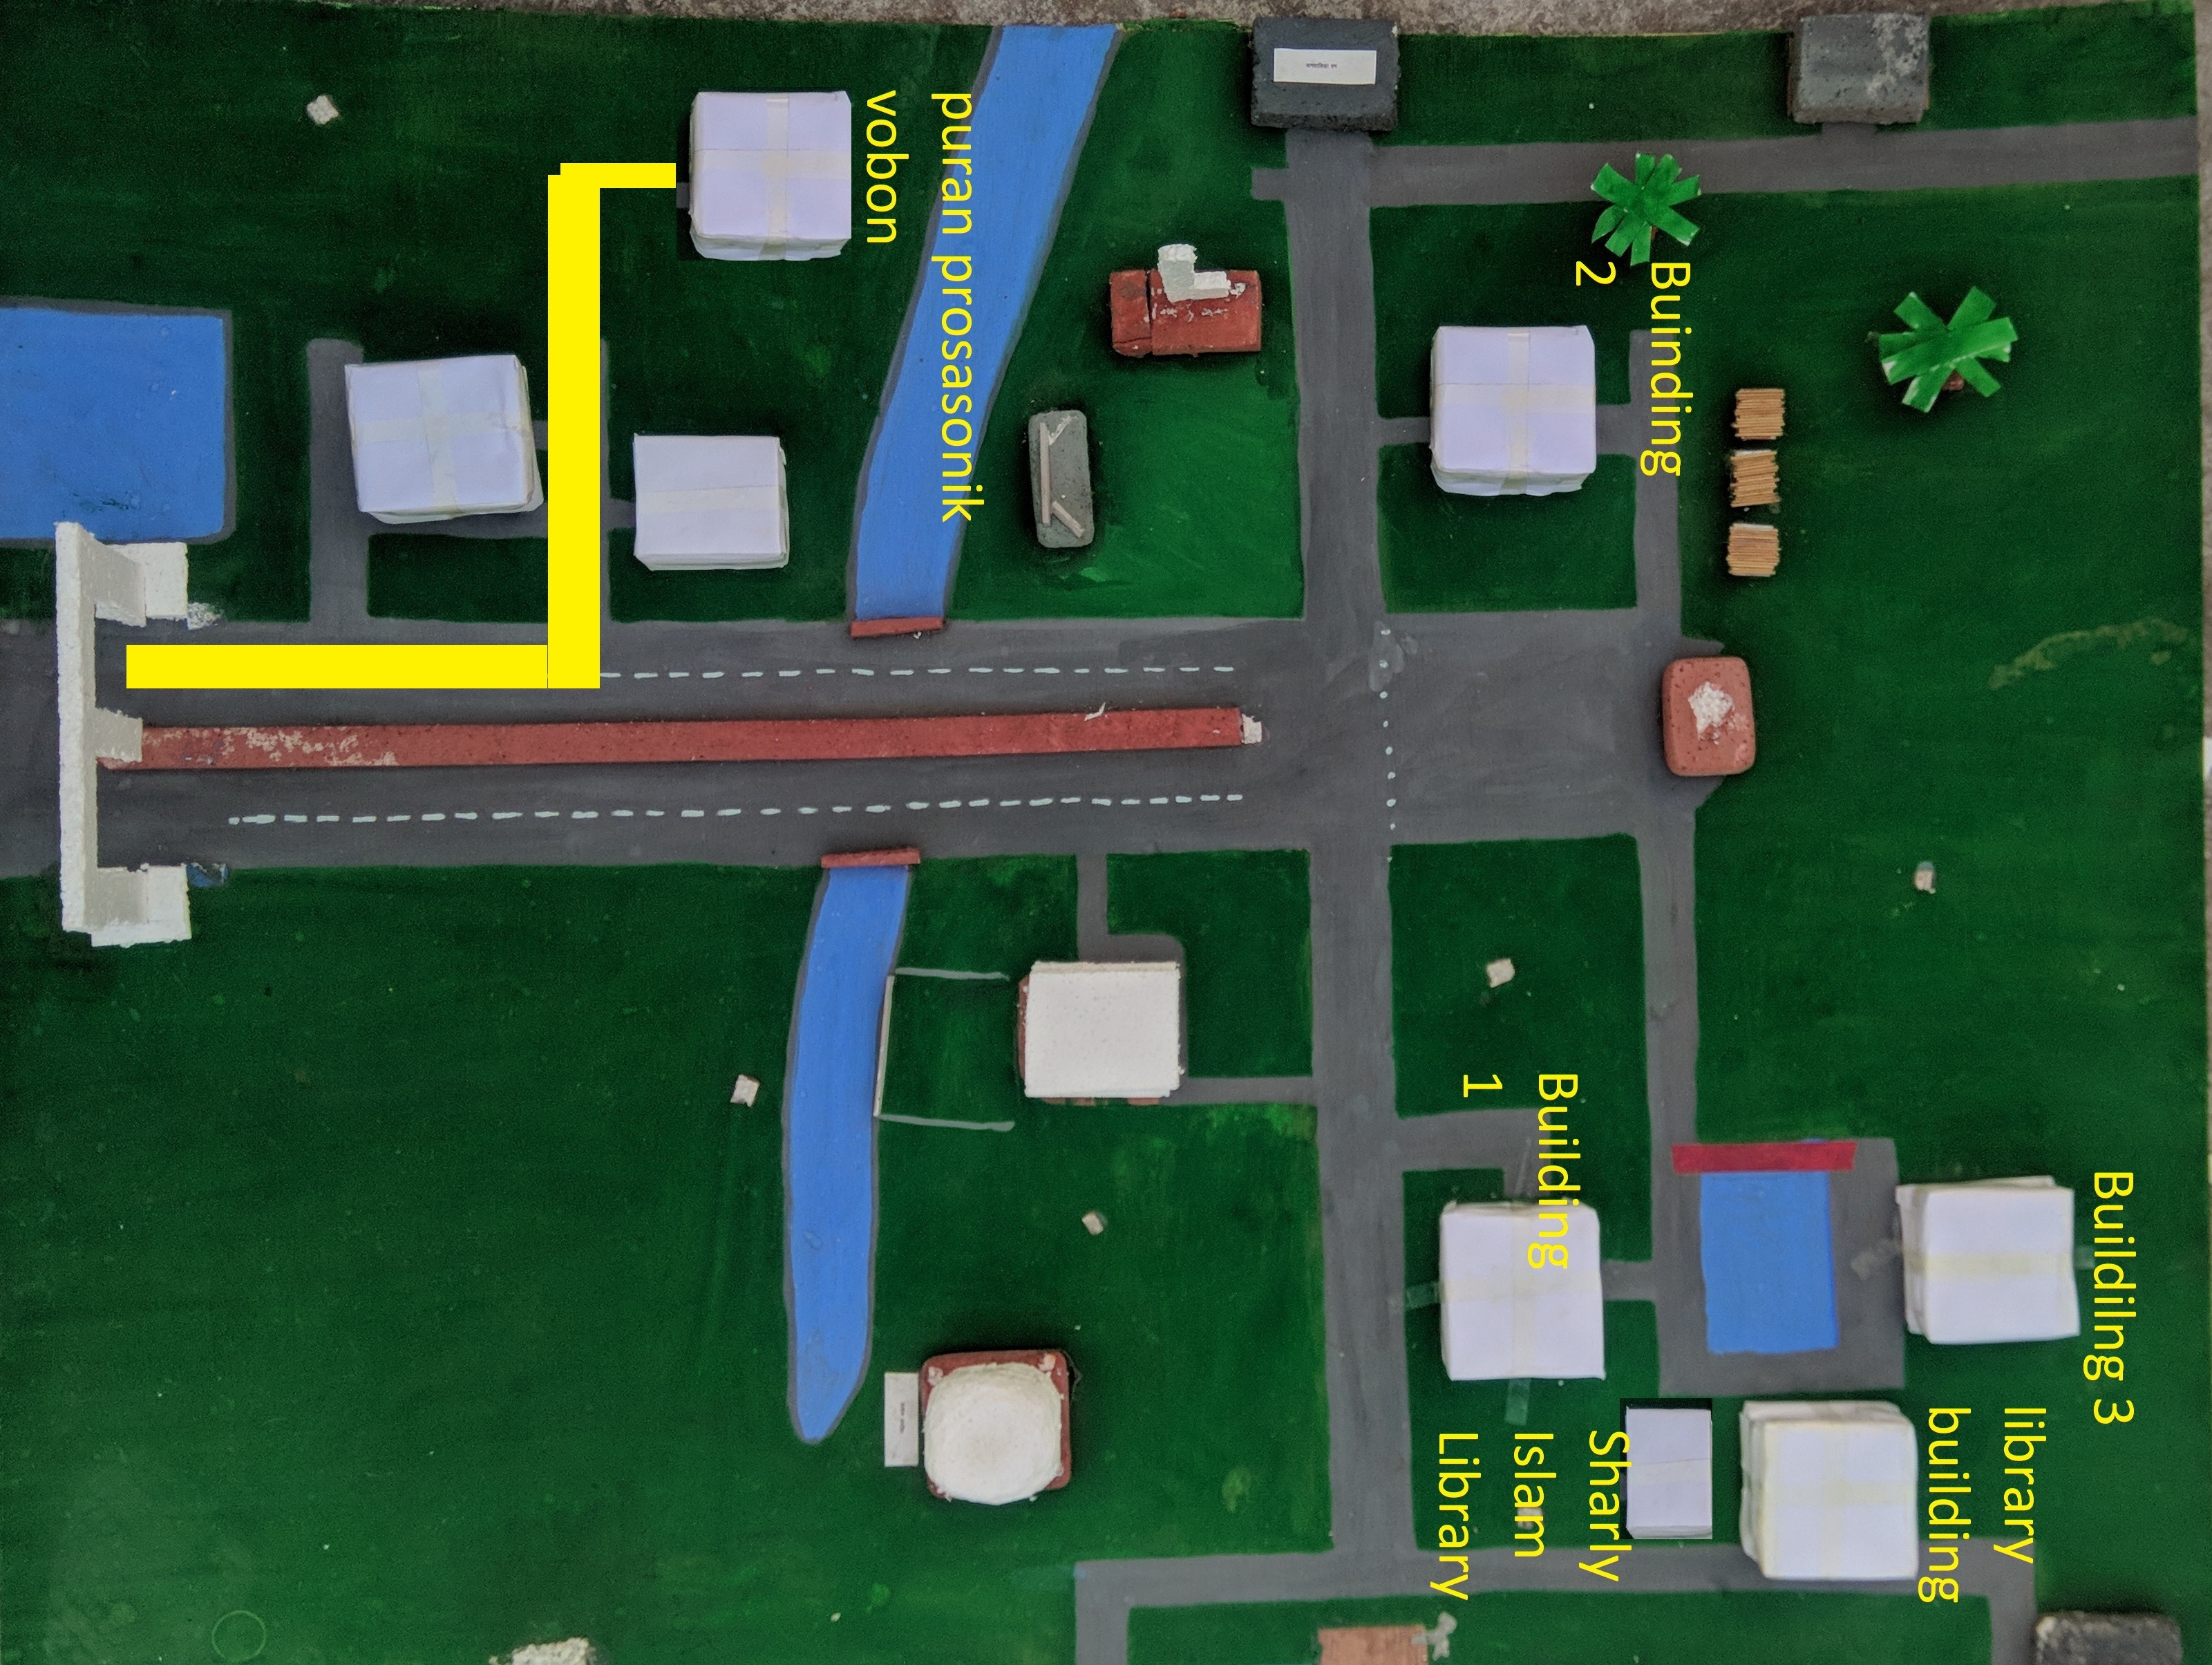 puran prosasonik
vobon
Buinding
2
Building
1
Buildilng 3
library
building
Sharly
Islam
Library